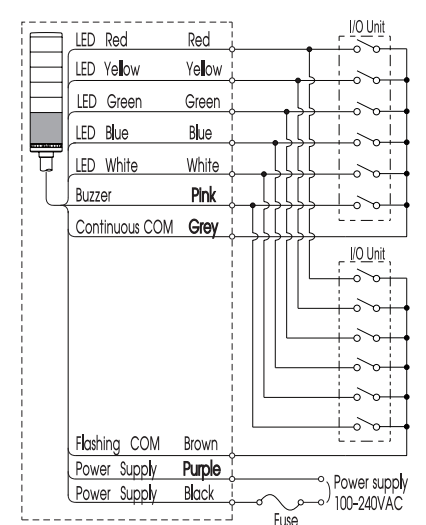 I/O Unit
LED Red Red
LED Yellow Yellow
LED Green Green
LED Blue Blue
LED White White
Buzzer Pink
Continuous COM Grey
I/O Unit
Flashing COM Brown
Power Supply Purple
Power Supply Black
Power supply
100-240VAC
Fuse